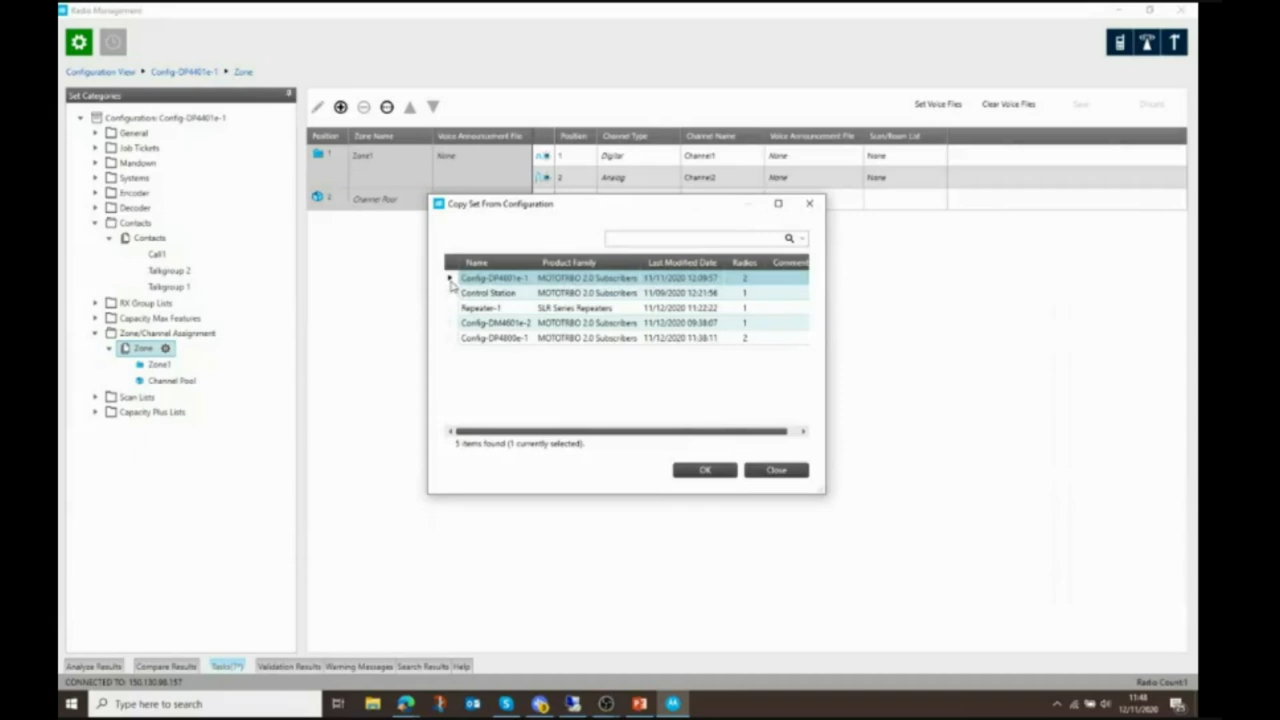 Radio Management
Configuration View Config-DP4401e-1 Zone
Set Categories
Configuration: Config-DP4401e-1
General
Job Tickets
Mandown
Systems
Encoder
Decoder
Contacts
Contacts
Call1
Talkgroup 2
Talkgroup 1
RX Group Lists
Capacity Max Features
Zone/Channel Assignment
Zone
Zone1
Channel Pool
Scan Lists
Capacity Plus Lists
Set Voice Files Clear Voice Files Save Discard
Position Zone Name Voice Announcement File Position Channel Type Channel Name Voice Announcement File Scan/Roam List
1 Zone1 None 1 Digital Channel1 None None
2 Analog Channel2 None None
2 Channel Pool
Copy Set From Configuration
Name Product Family Last Modified Date Radios Comment
Config-DP4801e-1 MOTOTRBO 2.0 Subscribers 11/11/2020 12:09:57 2
Control Station MOTOTRBO 2.0 Subscribers 11/09/2020 12:21:56 1
Repeater-1 SLR Series Repeaters 11/12/2020 11:22:22 1
Config-DM4601e-2 MOTOTRBO 2.0 Subscribers 11/12/2020 09:38:07 1
Config-DP4800e-1 MOTOTRBO 2.0 Subscribers 11/12/2020 11:38:11 2
5 items found (1 currently selected).
OK Close
Analyse Results Compare Results Tasks(1*) Validation Results Warning Messages Search Results Help
CONNECTED TO: 150.130.98.157 Radio Count:1
Type here to search
11:48
12/11/2020